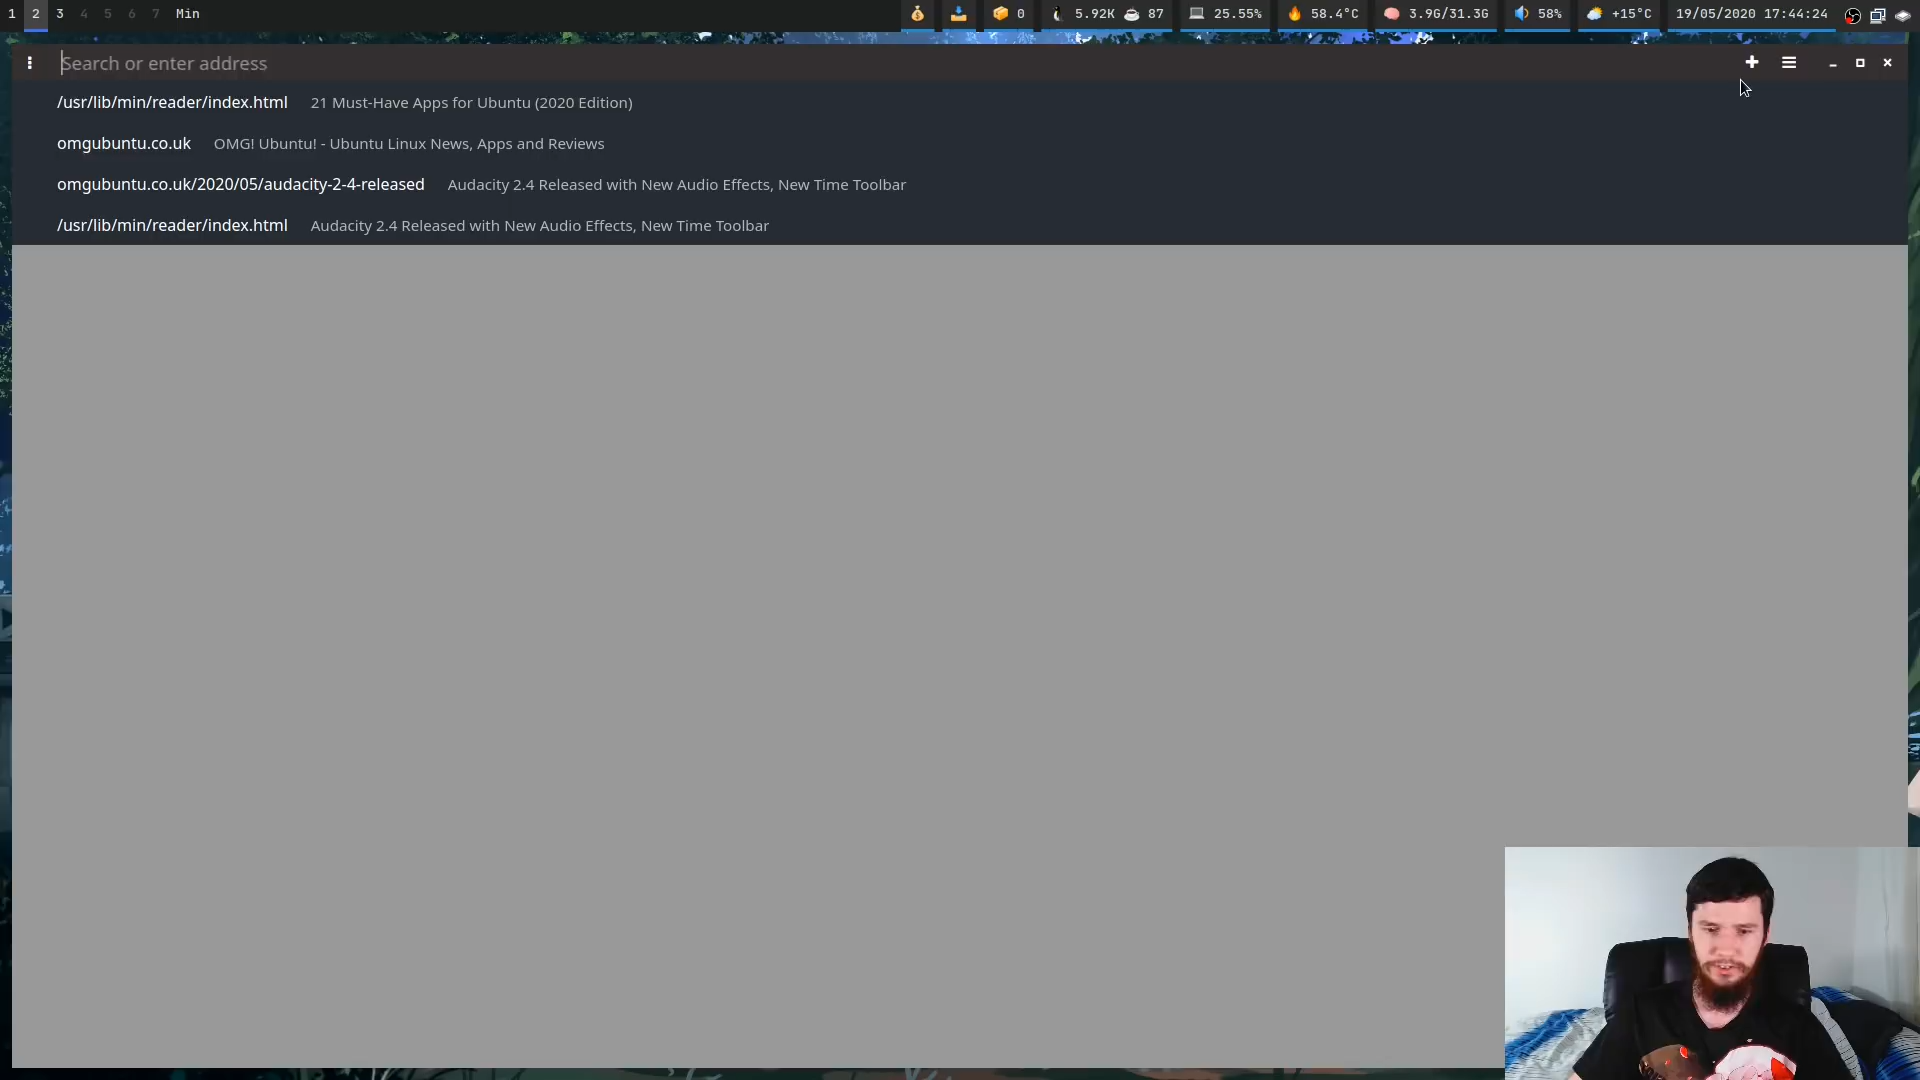 1 2 3 4 5 6 7 Min 0 5.92K 87 25.55% 58.4°C 3.9G/31.3G 58% +15°C 19/05/2020 17:44:24
Search or enter address
/usr/lib/min/reader/index.html 21 Must-Have Apps for Ubuntu (2020 Edition)
omgubuntu.co.uk OMG! Ubuntu! - Ubuntu Linux News, Apps and Reviews
omgubuntu.co.uk/2020/05/audacity-2-4-released Audacity 2.4 Released with New Audio Effects, New Time Toolbar
/usr/lib/min/reader/index.html Audacity 2.4 Released with New Audio Effects, New Time Toolbar